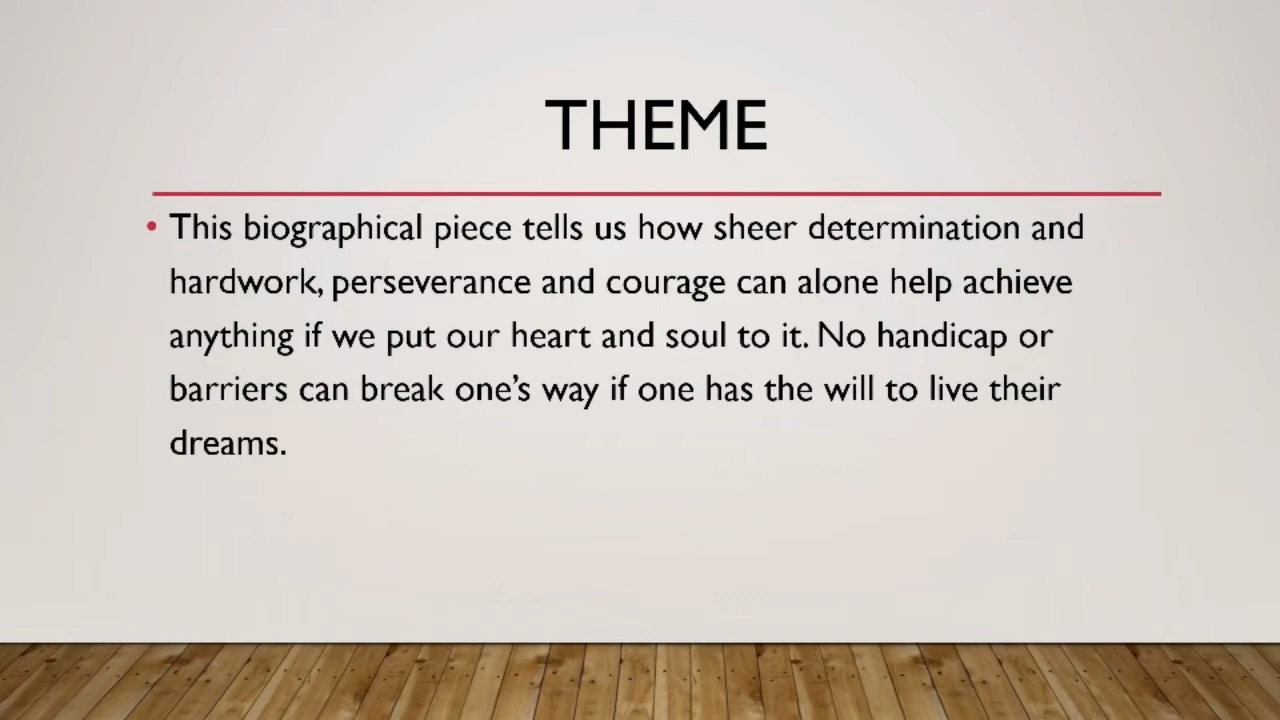 THEME
• This biographical piece tells us how sheer determination and
hardwork, perseverance and courage can alone help achieve
anything if we put our heart and soul to it. No handicap or
barriers can break one’s way if one has the will to live their
dreams.